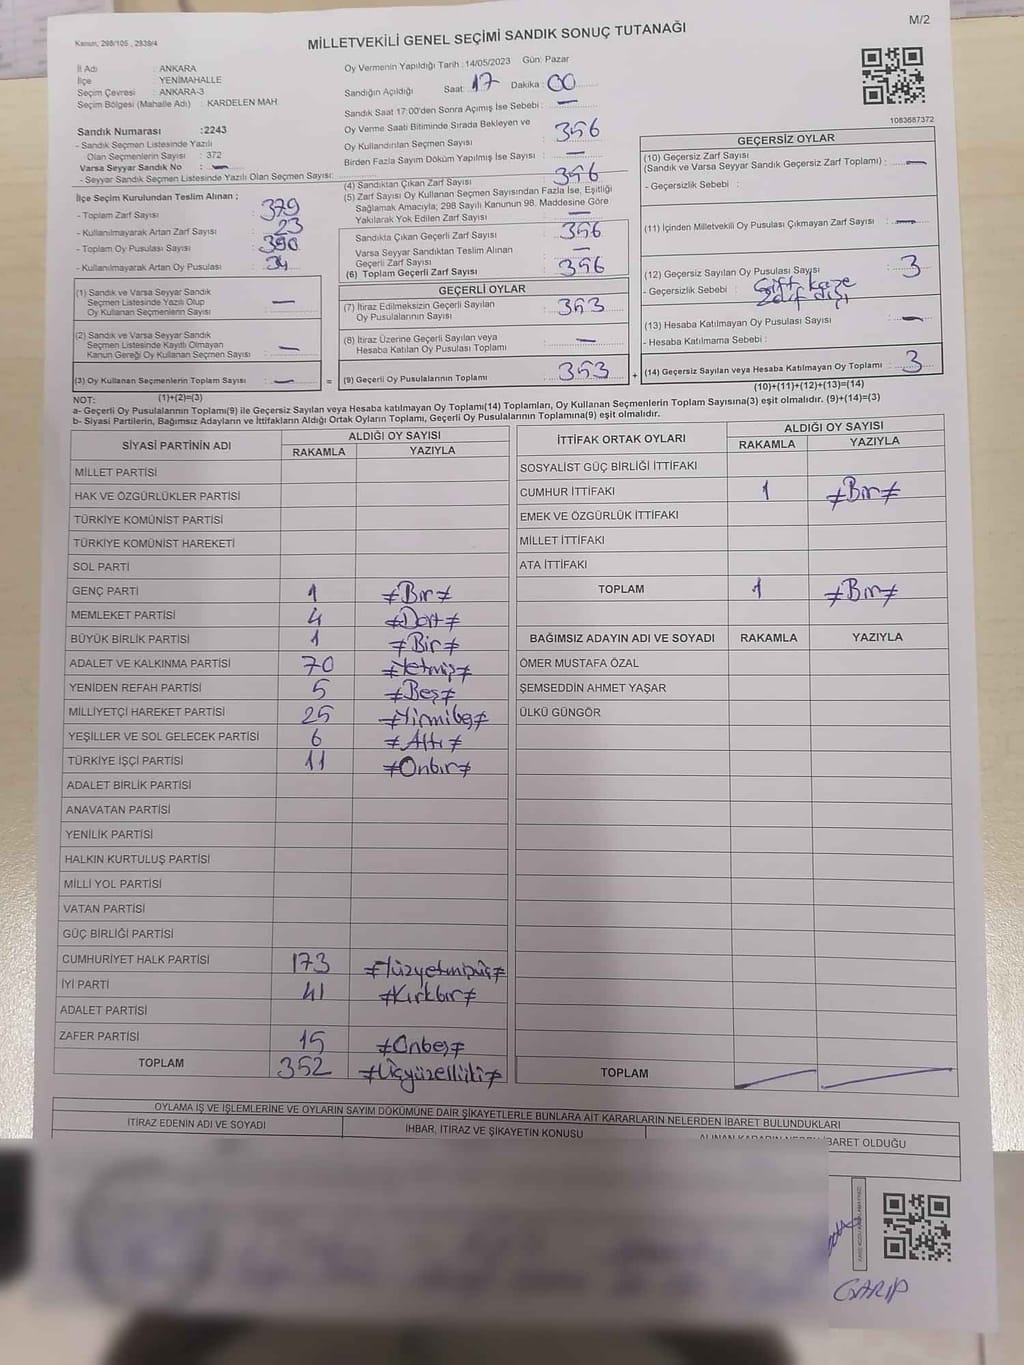 M/2
Kanun, 298/105 , 2839/4
MİLLETVEKİLİ GENEL SEÇİMİ SANDIK SONUÇ TUTANAĞI
İl Adı : ANKARA
İlçe : YENİMAHALLE
Seçim Çevresi : ANKARA-3
Seçim Bölgesi (Mahalle Adı) : KARDELEN MAH.
Sandık Numarası : 2243
- Sandık Seçmen Listesinde Yazılı
Olan Seçmenlerin Sayısı : 372
Varsa Seyyar Sandık No : —
- Seyyar Sandık Seçmen Listesinde Yazılı Olan Seçmen Sayısı:
İlçe Seçim Kurulundan Teslim Alınan ;
- Toplam Zarf Sayısı : 379
- Kullanılmayarak Artan Zarf Sayısı : 23
- Toplam Oy Pusulası Sayısı : 390
- Kullanılmayarak Artan Oy Pusulası : 34
(1) Sandık ve Varsa Seyyar Sandık
Seçmen Listesinde Yazılı Olup
Oy Kullanan Seçmenlerin Sayısı : —
(2) Sandık ve Varsa Seyyar Sandık
Seçmen Listesinde Kayıtlı Olmayan
Kanun Gereği Oy Kullanan Seçmen Sayısı : —
(3) Oy Kullanan Seçmenlerin Toplam Sayısı : —
(1)+(2)=(3)
Oy Vermenin Yapıldığı Tarih : 14/05/2023 Gün: Pazar
Sandığın Açıldığı Saat : 17 Dakika : 00
Sandık Saat 17:00'den Sonra Açımış İse Sebebi : —
Oy Verme Saati Bitiminde Sırada Bekleyen ve
Oy Kullandırılan Seçmen Sayısı : 356
Birden Fazla Sayım Döküm Yapılmış İse Sayısı : —
(4) Sandıktan Çıkan Zarf Sayısı : 356
(5) Zarf Sayısı Oy Kullanan Seçmen Sayısından Fazla İse, Eşitliği
Sağlamak Amacıyla; 298 Sayılı Kanunun 98. Maddesine Göre
Yakılarak Yok Edilen Zarf Sayısı : —
Sandıkta Çıkan Geçerli Zarf Sayısı : 356
Varsa Seyyar Sandıktan Teslim Alınan
Geçerli Zarf Sayısı : —
(6) Toplam Geçerli Zarf Sayısı : 356
GEÇERLİ OYLAR
(7) İtiraz Edilmeksizin Geçerli Sayılan
Oy Pusulalarının Sayısı : 353
(8) İtiraz Üzerine Geçerli Sayılan veya
Hesaba Katılan Oy Pusulası Toplamı : —
= (9) Geçerli Oy Pusulalarının Toplamı : 353 +
1083687372
GEÇERSİZ OYLAR
(10) Geçersiz Zarf Sayısı
(Sandık ve Varsa Seyyar Sandık Geçersiz Zarf Toplamı) : —
- Geçersizlik Sebebi :
(11) İçinden Milletvekili Oy Pusulası Çıkmayan Zarf Sayısı : —
(12) Geçersiz Sayılan Oy Pusulası Sayısı : 3
- Geçersizlik Sebebi : Çift kaşe
Zarf dışı
(13) Hesaba Katılmayan Oy Pusulası Sayısı : —
- Hesaba Katılmama Sebebi :
(14) Geçersiz Sayılan veya Hesaba Katılmayan Oy Toplamı : 3
(10)+(11)+(12)+(13)=(14)
NOT:
a- Geçerli Oy Pusulalarının Toplamı(9) ile Geçersiz Sayılan veya Hesaba katılmayan Oy Toplamı(14) Toplamları, Oy Kullanan Seçmenlerin Toplam Sayısına(3) eşit olmalıdır. (9)+(14)=(3)
b- Siyasi Partilerin, Bağımsız Adayların ve İttifakların Aldığı Ortak Oyların Toplamı, Geçerli Oy Pusulalarının Toplamına(9) eşit olmalıdır.
SİYASİ PARTİNİN ADI ALDIĞI OY SAYISI
RAKAMLA YAZIYLA
MİLLET PARTİSİ
HAK VE ÖZGÜRLÜKLER PARTİSİ
TÜRKİYE KOMÜNİST PARTİSİ
TÜRKİYE KOMÜNİST HAREKETİ
SOL PARTİ
GENÇ PARTİ 1 ≠Bir≠
MEMLEKET PARTİSİ 4 ≠Dört≠
BÜYÜK BİRLİK PARTİSİ 1 ≠Bir≠
ADALET VE KALKINMA PARTİSİ 70 ≠Yetmiş≠
YENİDEN REFAH PARTİSİ 5 ≠Beş≠
MİLLİYETÇİ HAREKET PARTİSİ 25 ≠Yirmibeş≠
YEŞİLLER VE SOL GELECEK PARTİSİ 6 ≠Altı≠
TÜRKİYE İŞÇİ PARTİSİ 11 ≠Onbir≠
ADALET BİRLİK PARTİSİ
ANAVATAN PARTİSİ
YENİLİK PARTİSİ
HALKIN KURTULUŞ PARTİSİ
MİLLİ YOL PARTİSİ
VATAN PARTİSİ
GÜÇ BİRLİĞİ PARTİSİ
CUMHURİYET HALK PARTİSİ 173 ≠Yüzyetmişüç≠
İYİ PARTİ 41 ≠Kırkbir≠
ADALET PARTİSİ
ZAFER PARTİSİ 15 ≠Onbeş≠
TOPLAM 352 ≠Üçyüzelliiki≠
İTTİFAK ORTAK OYLARI ALDIĞI OY SAYISI
RAKAMLA YAZIYLA
SOSYALİST GÜÇ BİRLİĞİ İTTİFAKI
CUMHUR İTTİFAKI 1 ≠Bir≠
EMEK VE ÖZGÜRLÜK İTTİFAKI
MİLLET İTTİFAKI
ATA İTTİFAKI
TOPLAM 1 ≠Bir≠
BAĞIMSIZ ADAYIN ADI VE SOYADI RAKAMLA YAZIYLA
ÖMER MUSTAFA ÖZAL
ŞEMSEDDİN AHMET YAŞAR
ÜLKÜ GÜNGÖR
TOPLAM
OYLAMA İŞ VE İŞLEMLERİNE VE OYLARIN SAYIM DÖKÜMÜNE DAİR ŞİKAYETLERLE BUNLARA AİT KARARLARIN NELERDEN İBARET BULUNDUKLARI
İTİRAZ EDENİN ADI VE SOYADI İHBAR, İTİRAZ VE ŞİKAYETİN KONUSU ALINAN KARARIN NEDEN İBARET OLDUĞU
GARIP